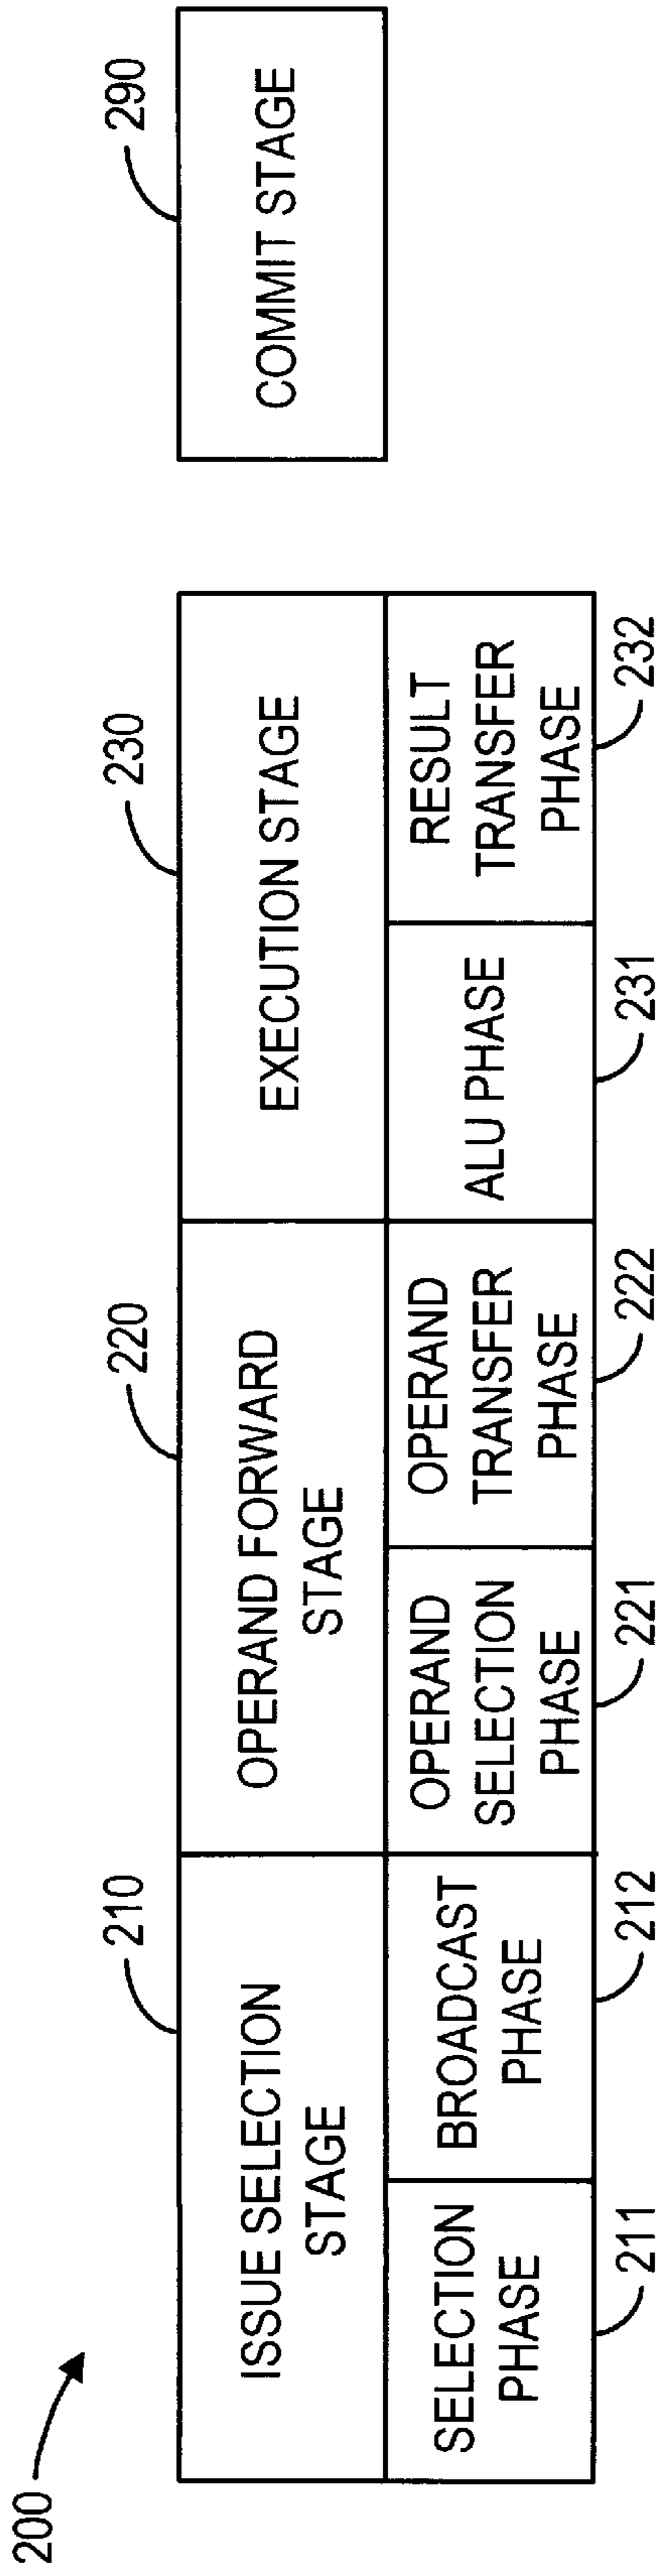 200
210
220
230
290
ISSUE SELECTION
STAGE
OPERAND FORWARD
STAGE
EXECUTION STAGE
COMMIT STAGE
SELECTION
PHASE
BROADCAST
PHASE
OPERAND
SELECTION
PHASE
OPERAND
TRANSFER
PHASE
ALU PHASE
RESULT
TRANSFER
PHASE
211
212
221
222
231
232